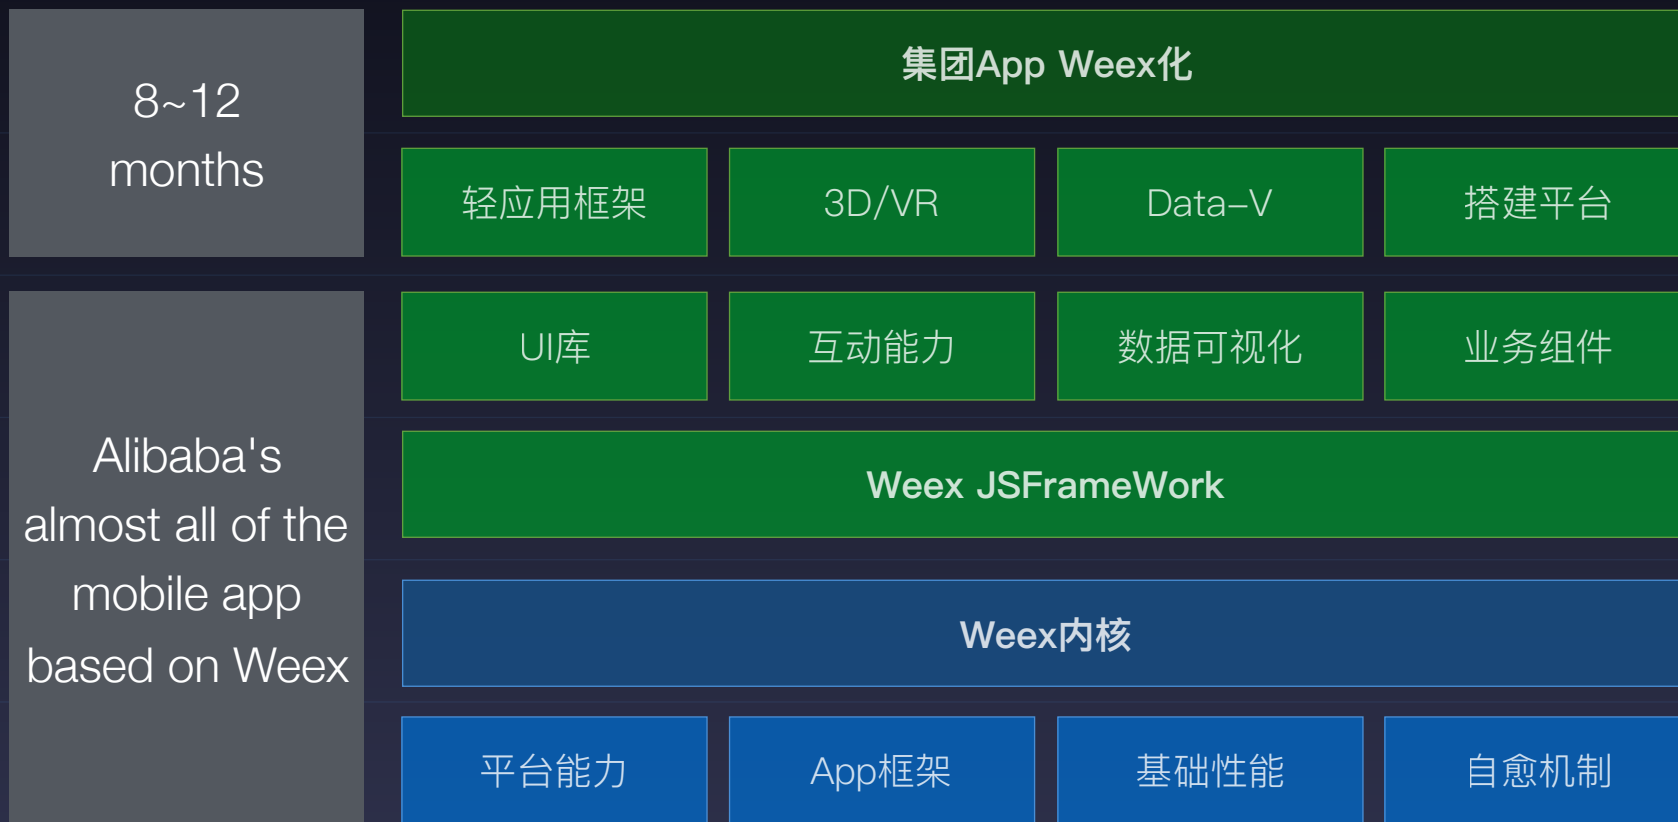 8~12
months
集团App Weex化
轻应用框架
3D/VR
Data–V
搭建平台
Alibaba's
almost all of the
mobile app
based on Weex
UI库
互动能力
数据可视化
业务组件
Weex JSFrameWork
Weex内核
平台能力
App框架
基础性能
自愈机制